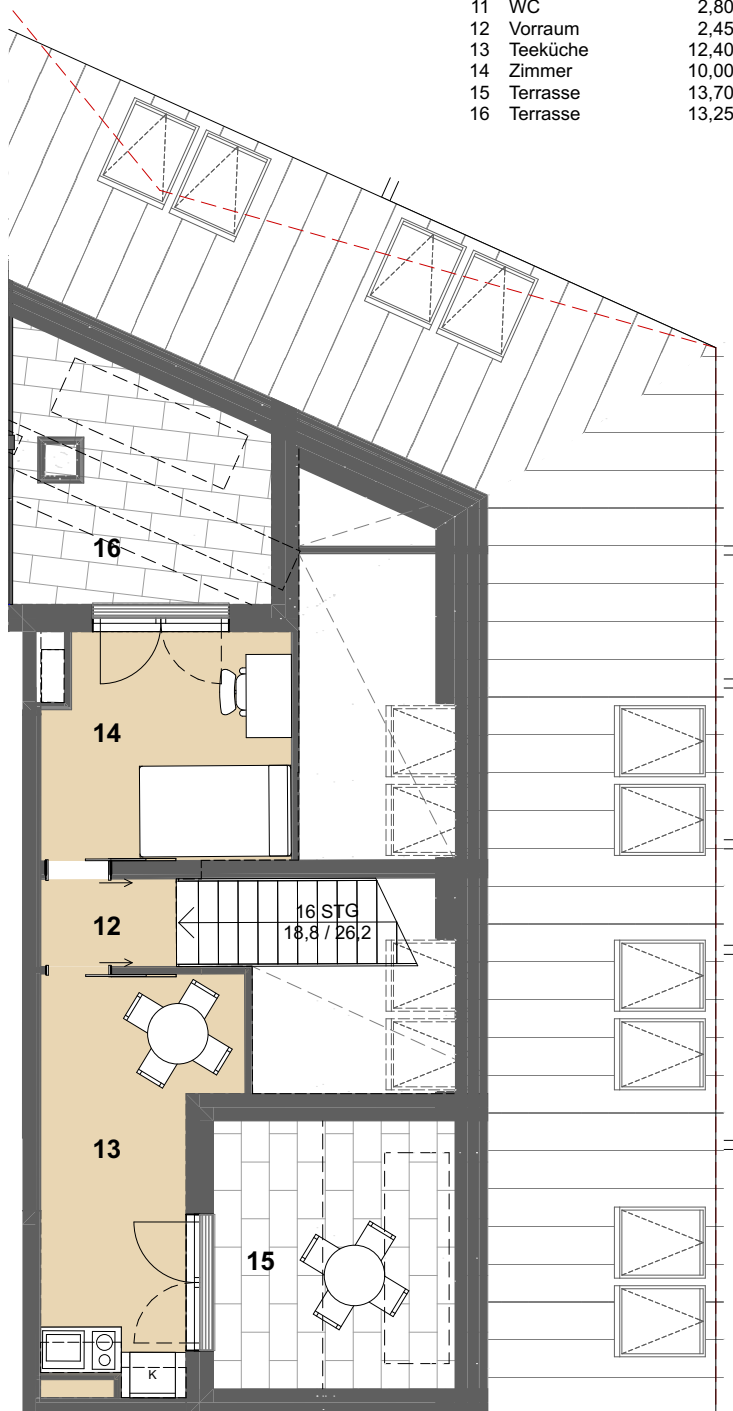 11 WC 2,80
12 Vorraum 2,45
13 Teeküche 12,40
14 Zimmer 10,00
15 Terrasse 13,70
16 Terrasse 13,25
16
14
12
16 STG
18,8 / 26,2
13
15
K